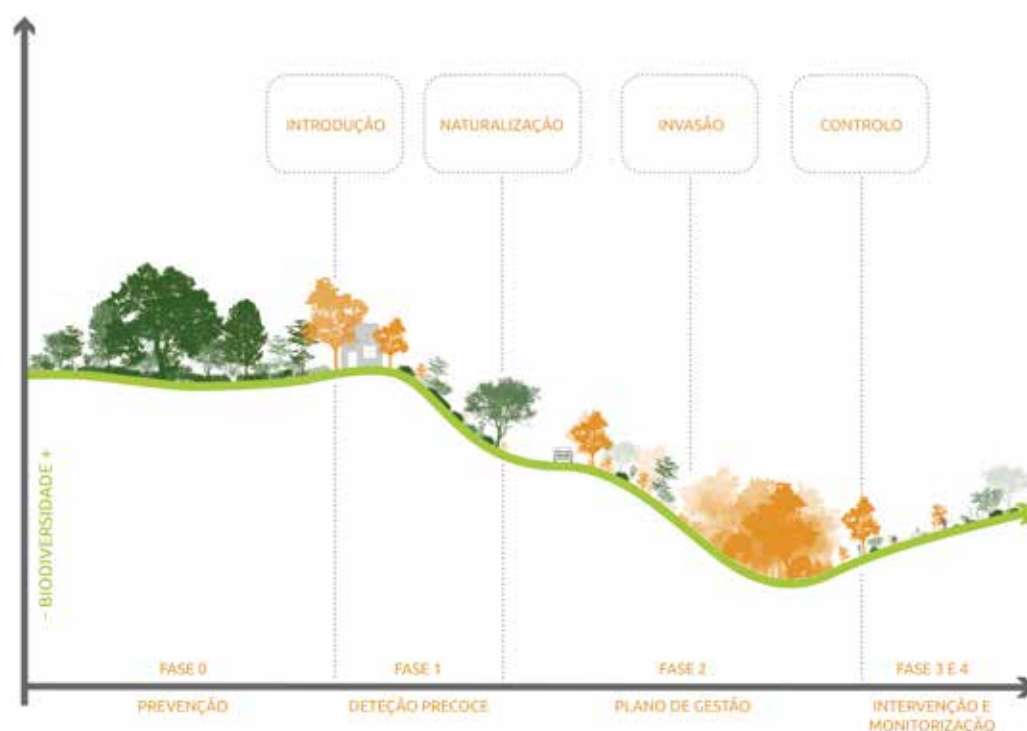 INTRODUÇÃO
NATURALIZAÇÃO
INVASÃO
CONTROLO
- BIODIVERSIDADE +
FASE 0
FASE 1
FASE 2
FASE 3 E 4
PREVENÇÃO
DETEÇÃO PRECOCE
PLANO DE GESTÃO
INTERVENÇÃO E
MONITORIZAÇÃO